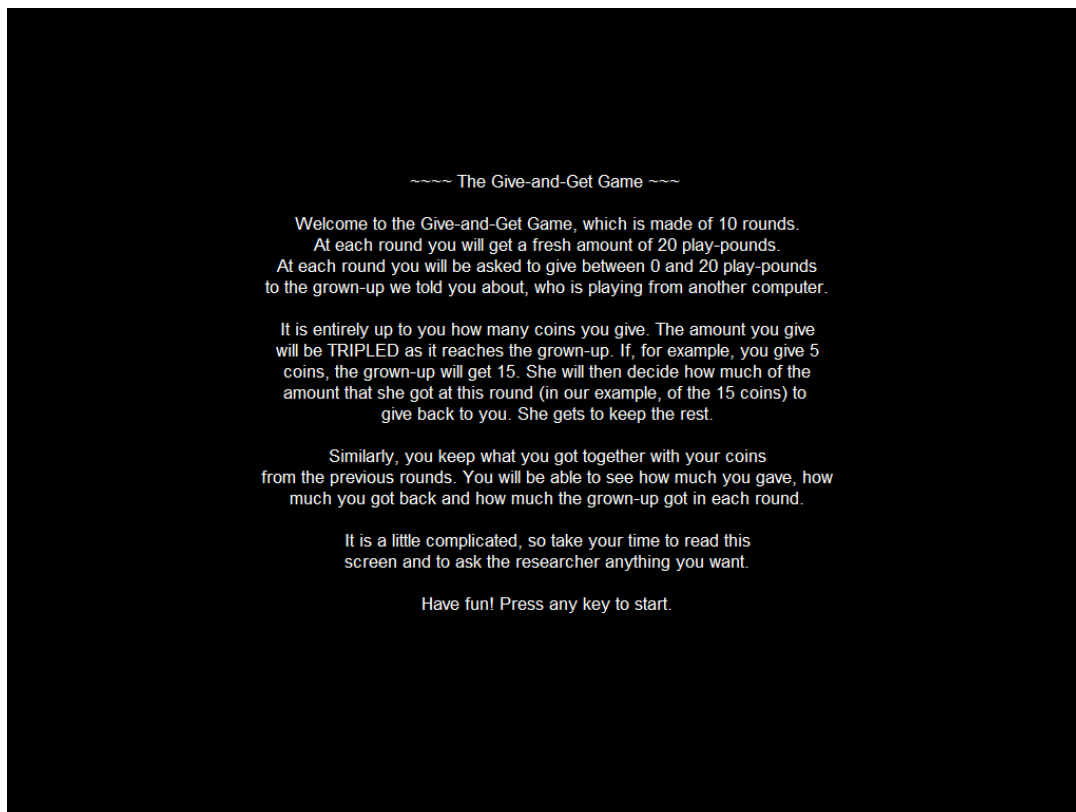 ~~~~ The Give-and-Get Game ~~~
Welcome to the Give-and-Get Game, which is made of 10 rounds.
At each round you will get a fresh amount of 20 play-pounds.
At each round you will be asked to give between 0 and 20 play-pounds
to the grown-up we told you about, who is playing from another computer.
It is entirely up to you how many coins you give. The amount you give
will be TRIPLED as it reaches the grown-up. If, for example, you give 5
coins, the grown-up will get 15. She will then decide how much of the
amount that she got at this round (in our example, of the 15 coins) to
give back to you. She gets to keep the rest.
Similarly, you keep what you got together with your coins
from the previous rounds. You will be able to see how much you gave, how
much you got back and how much the grown-up got in each round.
It is a little complicated, so take your time to read this
screen and to ask the researcher anything you want.
Have fun! Press any key to start.